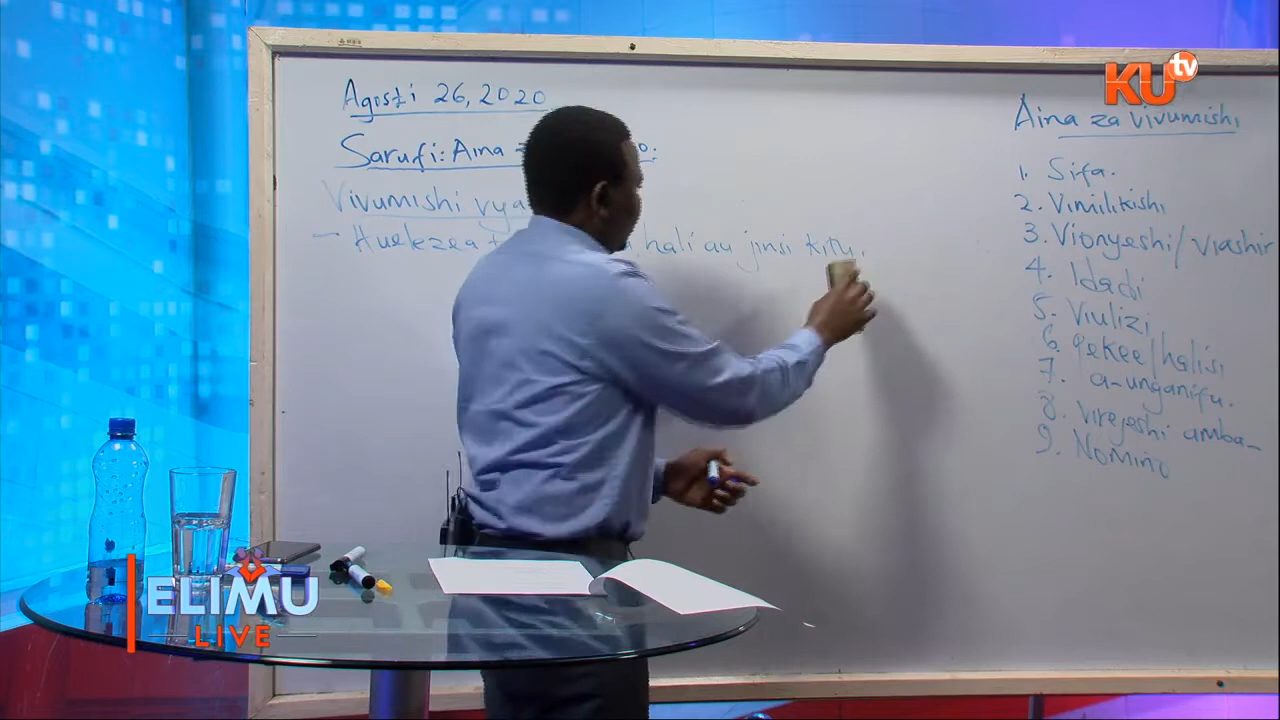 Agosti 26, 2020
Sarufi: Aina
Vivumishi vya
- Huelezea hali au jinsi kitu.
Aina za vivumishi
1. Sifa.
2. Vimilikishi
3. Vionyeshi/viashir
4. Idadi
5. Viulizi
6. Pekee/halisi
7. a-unganifu.
8. Virejeshi amba-
9. Nomino
KU tv
ELIMU
LIVE